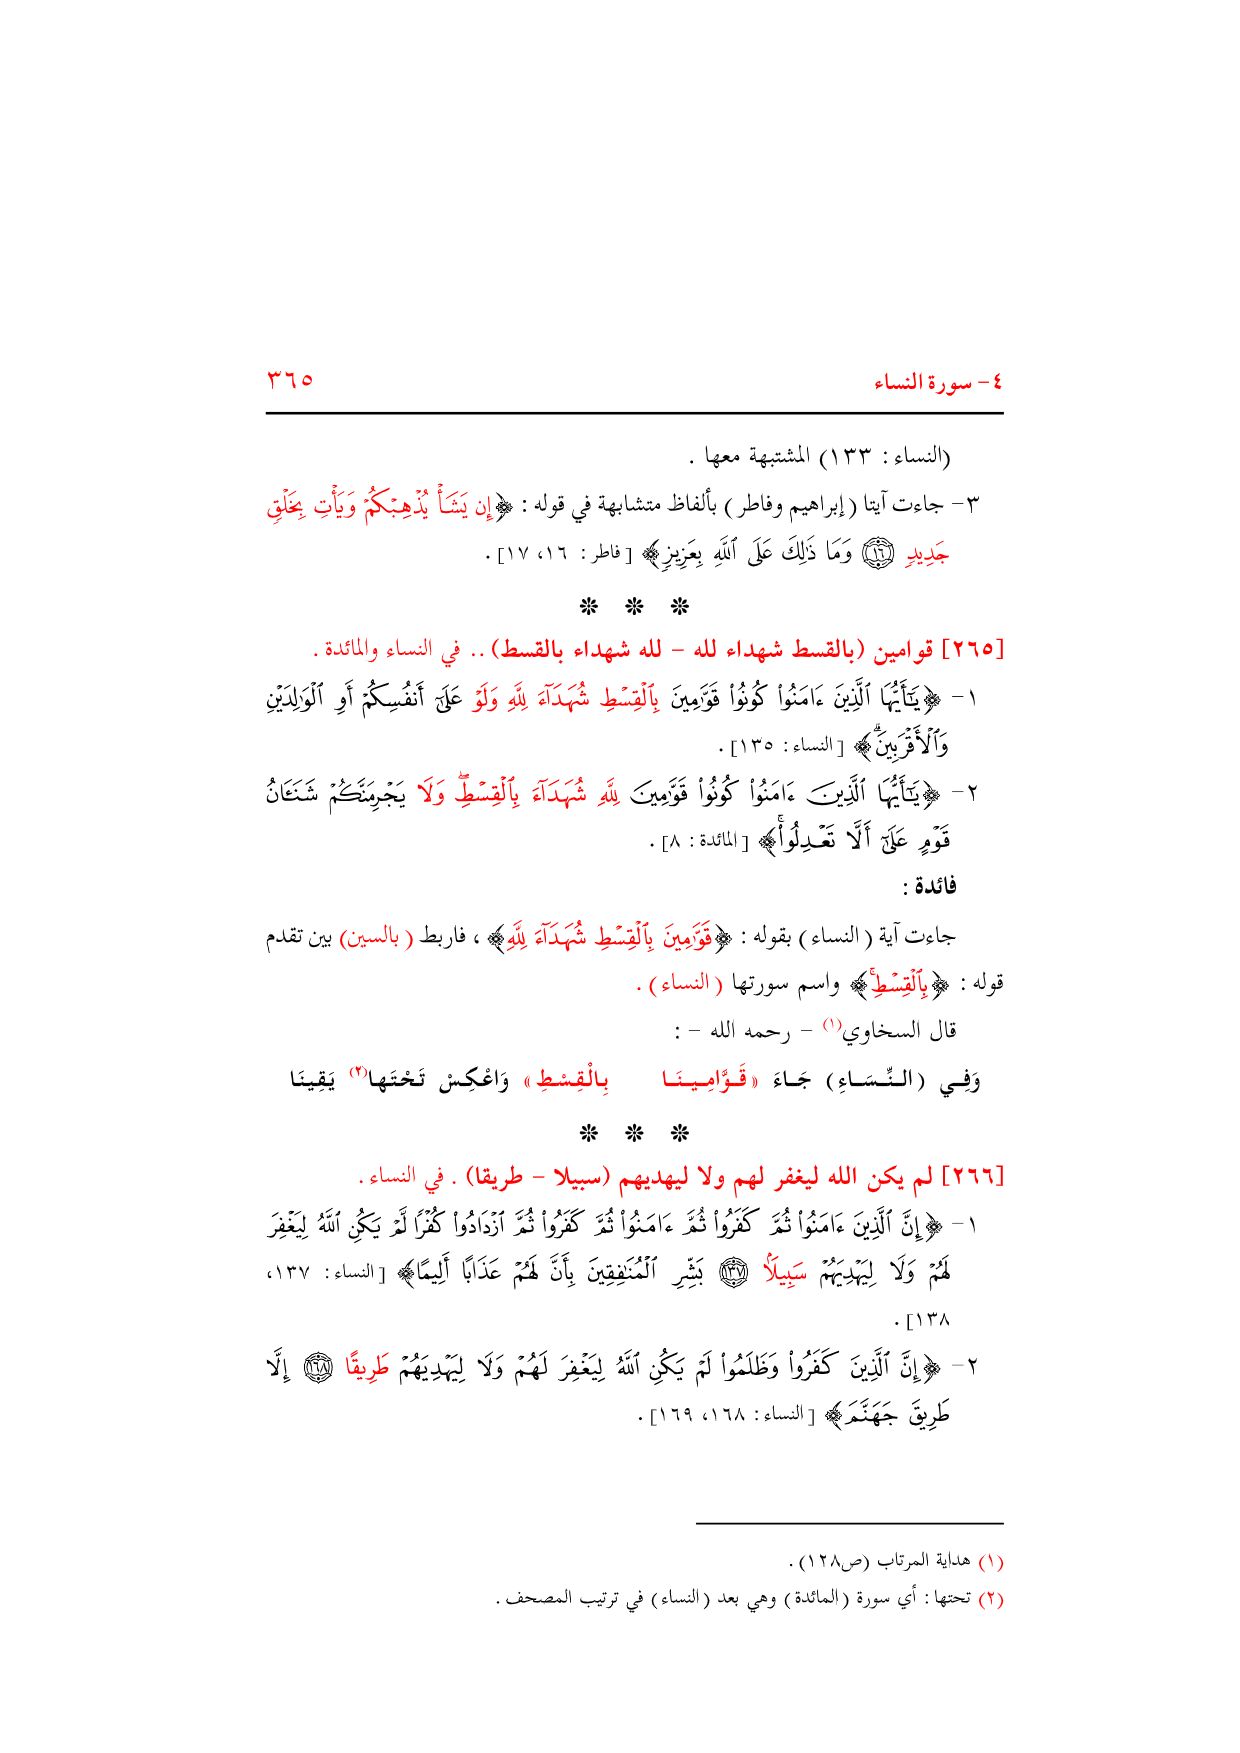 ٤- سورة النساء ٣٦٥
(النساء: ١٣٣) المشتبهة معها .
٣- جاءت آيتا (إبراهيم وفاطر) بألفاظ متشابهة في قوله: ﴿إِن يَشَأْ يُذْهِبْكُمْ وَيَأْتِ بِخَلْقٍ
جَدِيدٍ ۝١٦ وَمَا ذَٰلِكَ عَلَى ٱللَّهِ بِعَزِيزٍ﴾ [فاطر: ١٦، ١٧] .
❊ ❊ ❊
[٢٦٥] قوامين (بالقسط شهداء لله – لله شهداء بالقسط) .. في النساء والمائدة .
١- ﴿يَٰٓأَيُّهَا ٱلَّذِينَ ءَامَنُوا۟ كُونُوا۟ قَوَّٰمِينَ بِٱلْقِسْطِ شُهَدَآءَ لِلَّهِ وَلَوْ عَلَىٰٓ أَنفُسِكُمْ أَوِ ٱلْوَٰلِدَيْنِ
وَٱلْأَقْرَبِينَ ۗ﴾ [النساء: ١٣٥] .
٢- ﴿يَٰٓأَيُّهَا ٱلَّذِينَ ءَامَنُوا۟ كُونُوا۟ قَوَّٰمِينَ لِلَّهِ شُهَدَآءَ بِٱلْقِسْطِ ۖ وَلَا يَجْرِمَنَّكُمْ شَنَـَٔانُ
قَوْمٍ عَلَىٰٓ أَلَّا تَعْدِلُوا۟ ۚ﴾ [المائدة: ٨] .
فائدة :
جاءت آية (النساء) بقوله: ﴿قَوَّٰمِينَ بِٱلْقِسْطِ شُهَدَآءَ لِلَّهِ﴾ ، فاربط (بالسين) بين تقدم
قوله: ﴿بِٱلْقِسْطِ ۚ﴾ واسم سورتها (النساء) .
قال السخاوي(١) – رحمه الله – :
وَفِي (النِّسَاءِ) جَاءَ «قَوَّامِينَا بِالْقِسْطِ» وَاعْكِسْ تَحْتَها(٢) يَقِينَا
❊ ❊ ❊
[٢٦٦] لم يكن الله ليغفر لهم ولا ليهديهم (سبيلا – طريقا) . في النساء .
١- ﴿إِنَّ ٱلَّذِينَ ءَامَنُوا۟ ثُمَّ كَفَرُوا۟ ثُمَّ ءَامَنُوا۟ ثُمَّ كَفَرُوا۟ ثُمَّ ٱزْدَادُوا۟ كُفْرًا لَّمْ يَكُنِ ٱللَّهُ لِيَغْفِرَ
لَهُمْ وَلَا لِيَهْدِيَهُمْ سَبِيلًۢا ۝١٣٧ بَشِّرِ ٱلْمُنَٰفِقِينَ بِأَنَّ لَهُمْ عَذَابًا أَلِيمًا﴾ [النساء: ١٣٧،
١٣٨] .
٢- ﴿إِنَّ ٱلَّذِينَ كَفَرُوا۟ وَظَلَمُوا۟ لَمْ يَكُنِ ٱللَّهُ لِيَغْفِرَ لَهُمْ وَلَا لِيَهْدِيَهُمْ طَرِيقًا ۝١٦٨ إِلَّا
طَرِيقَ جَهَنَّمَ﴾ [النساء: ١٦٨، ١٦٩] .
(١) هداية المرتاب (ص١٢٨) .
(٢) تحتها: أي سورة (المائدة) وهي بعد (النساء) في ترتيب المصحف .